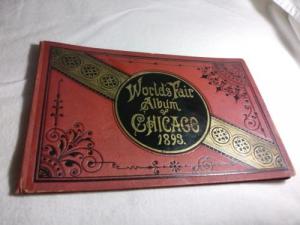 World's Fair
Album
of
Chicago
1893.